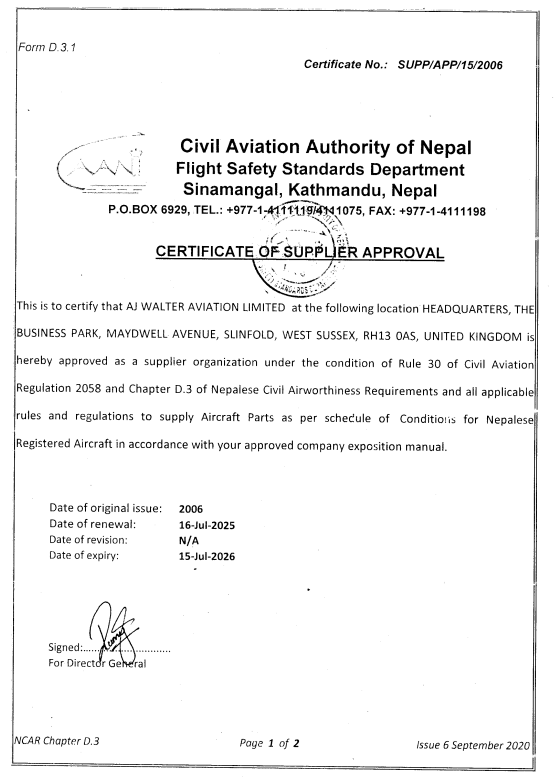 Form D.3.1
Certificate No.: SUPP/APP/15/2006
CAAN
Civil Aviation Authority of Nepal
Flight Safety Standards Department
Sinamangal, Kathmandu, Nepal
P.O.BOX 6929, TEL.: +977-1-4111119/4111075, FAX: +977-1-4111198
CERTIFICATE OF SUPPLIER APPROVAL
This is to certify that AJ WALTER AVIATION LIMITED at the following location HEADQUARTERS, THE
BUSINESS PARK, MAYDWELL AVENUE, SLINFOLD, WEST SUSSEX, RH13 0AS, UNITED KINGDOM is
hereby approved as a supplier organization under the condition of Rule 30 of Civil Aviation
Regulation 2058 and Chapter D.3 of Nepalese Civil Airworthiness Requirements and all applicable
rules and regulations to supply Aircraft Parts as per schedule of Conditions for Nepalese
Registered Aircraft in accordance with your approved company exposition manual.
Date of original issue: 2006
Date of renewal: 16-Jul-2025
Date of revision: N/A
Date of expiry: 15-Jul-2026
Signed:
For Director General
NCAR Chapter D.3
Page 1 of 2
Issue 6 September 2020